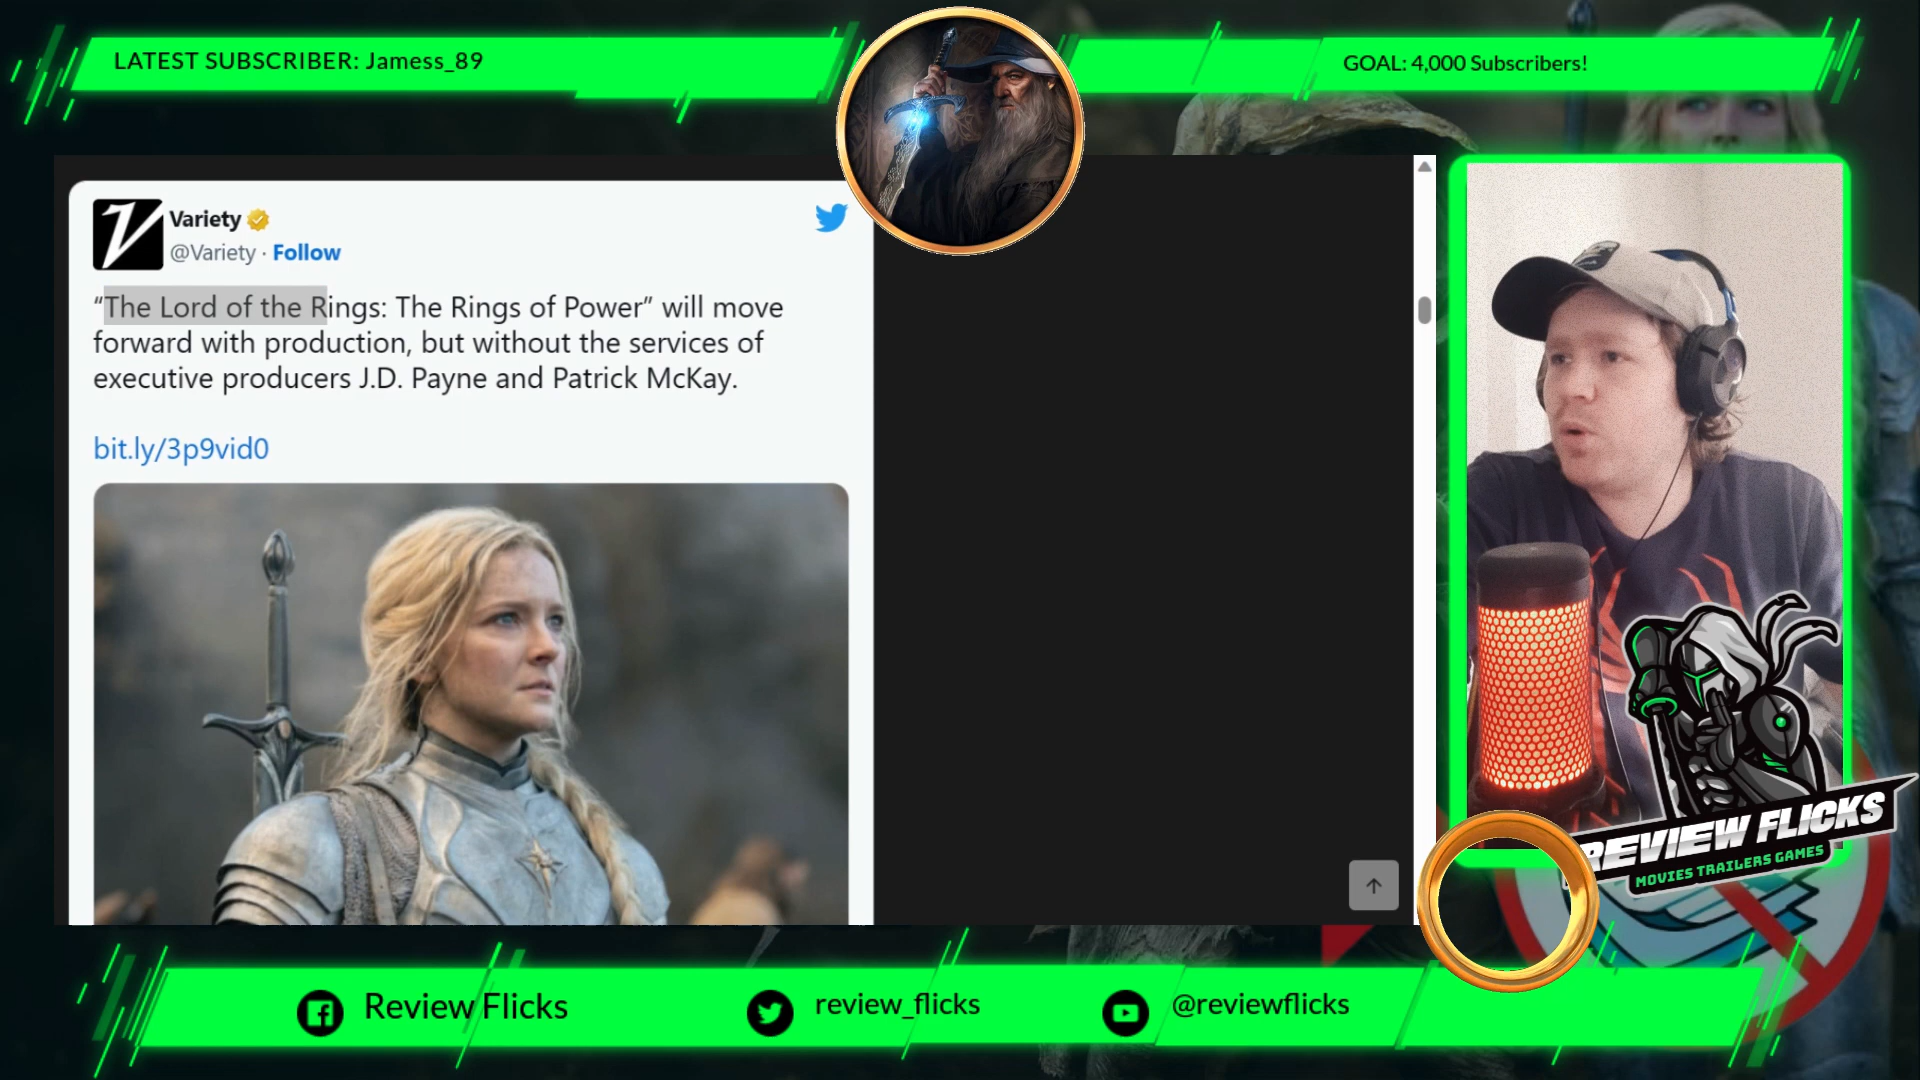 LATEST SUBSCRIBER: Jamess_89
GOAL: 4,000 Subscribers!
Variety
@Variety · Follow
“The Lord of the Rings: The Rings of Power” will move
forward with production, but without the services of
executive producers J.D. Payne and Patrick McKay.
bit.ly/3p9vid0
REVIEW FLICKS
MOVIES TRAILERS GAMES
Review Flicks
review_flicks
@reviewflicks